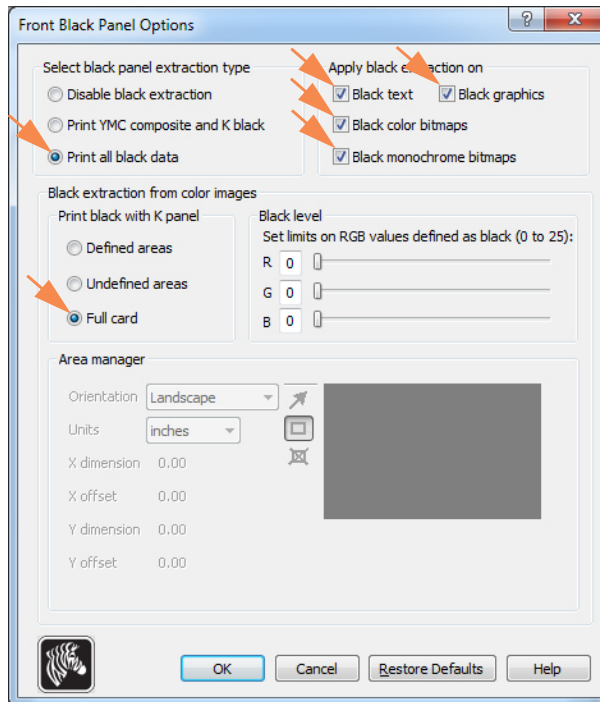 Front Black Panel Options
?
X
Select black panel extraction type
Disable black extraction
Print YMC composite and K black
Print all black data
Apply black extraction on
Black text
Black graphics
Black color bitmaps
Black monochrome bitmaps
Black extraction from color images
Print black with K panel
Defined areas
Undefined areas
Full card
Black level
Set limits on RGB values defined as black (0 to 25):
R 0
G 0
B 0
Area manager
Orientation Landscape
Units inches
X dimension 0.00
X offset 0.00
Y dimension 0.00
Y offset 0.00
OK
Cancel
Restore Defaults
Help